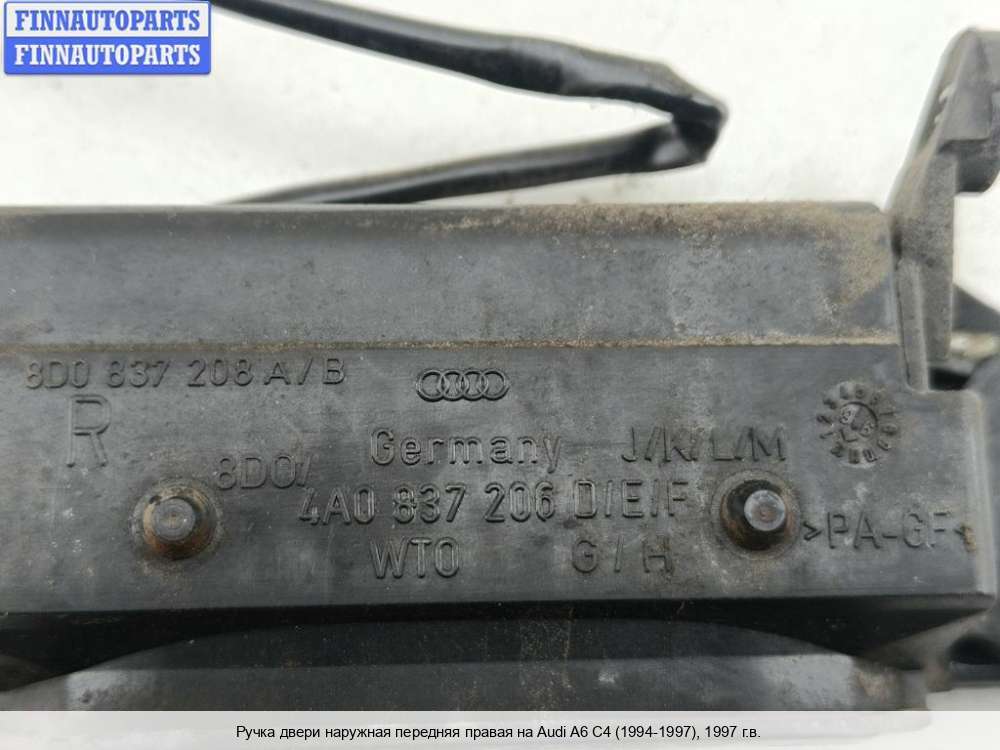 FINNAUTOPARTS
FINNAUTOPARTS
8D0 837 208 A/B
R
Germany J/K/L/M
8D0/
4A0 837 206 D/E/F
WTO G/H
>PA-GF<
Ручка двери наружная передняя правая на Audi A6 C4 (1994-1997), 1997 г.в.